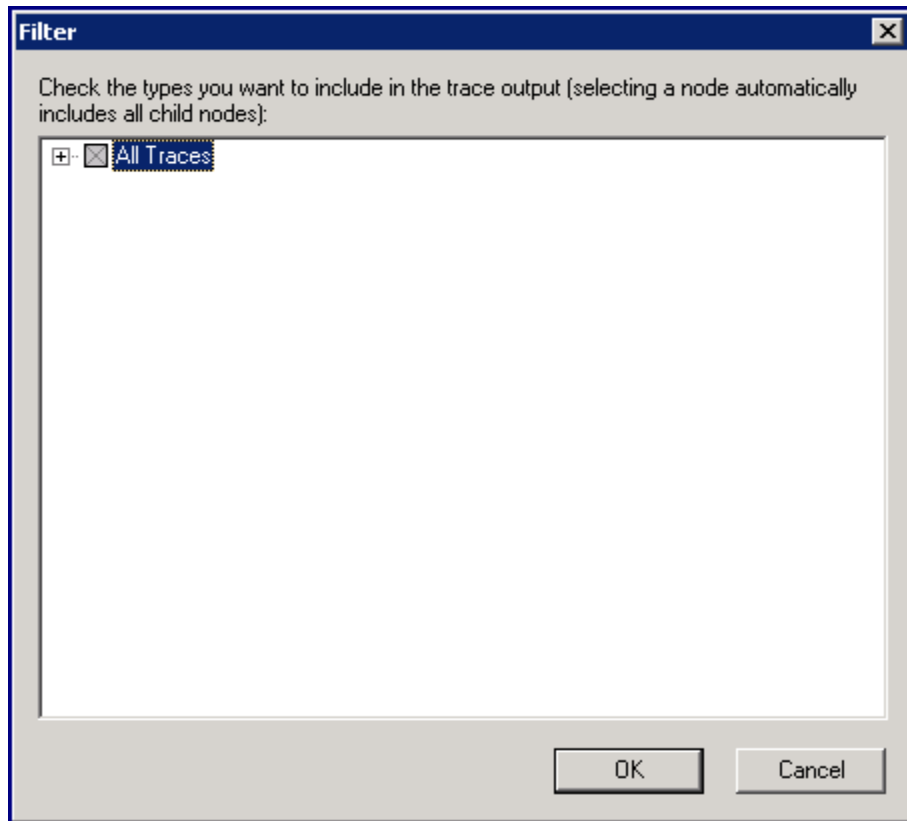 Filter
Check the types you want to include in the trace output (selecting a node automatically
includes all child nodes):
All Traces
OK
Cancel